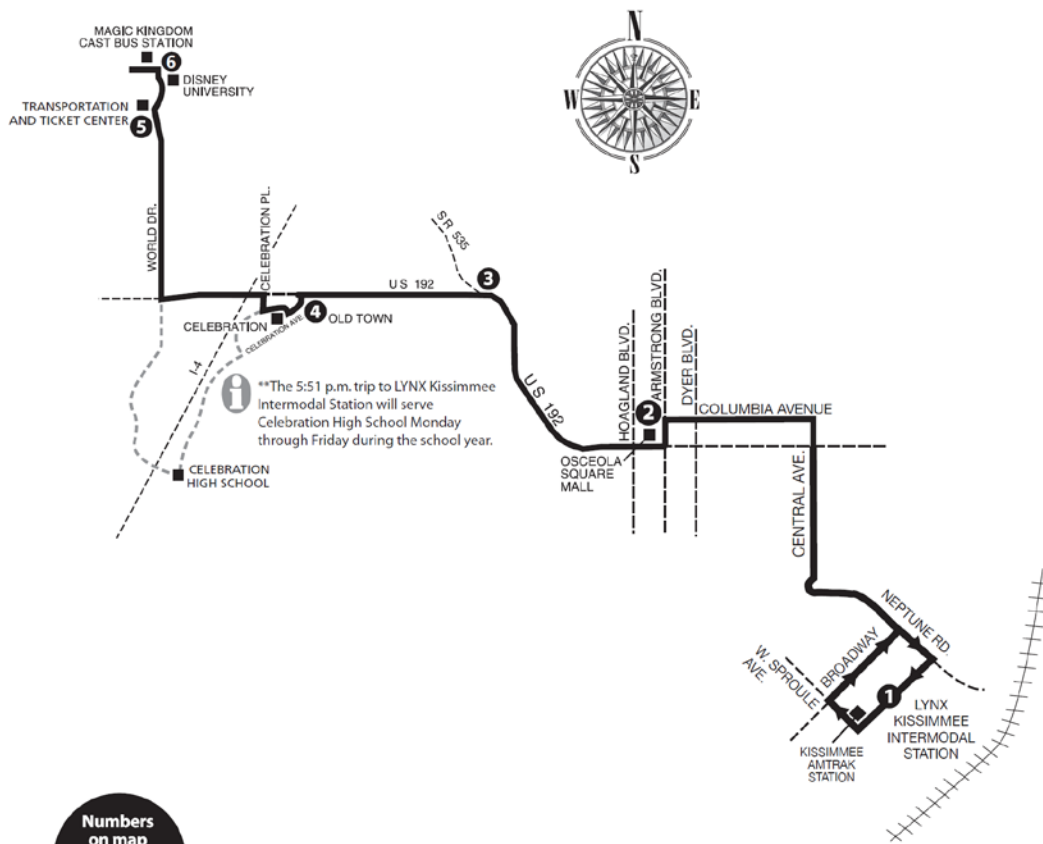 MAGIC KINGDOM
CAST BUS STATION
6
DISNEY
UNIVERSITY
TRANSPORTATION
AND TICKET CENTER
5
N
W
E
S
WORLD DR.
CELEBRATION PL.
SR 535
3
US 192
4
OLD TOWN
CELEBRATION
CELEBRATION AVE.
I-4
i
**The 5:51 p.m. trip to LYNX Kissimmee
Intermodal Station will serve
Celebration High School Monday
through Friday during the school year.
CELEBRATION
HIGH SCHOOL
US 192
HOAGLAND BLVD.
ARMSTRONG BLVD.
DYER BLVD.
2
OSCEOLA
SQUARE
MALL
COLUMBIA AVENUE
CENTRAL AVE.
NEPTUNE RD.
BROADWAY
W. SPROULE
AVE.
1
LYNX
KISSIMMEE
INTERMODAL
STATION
KISSIMMEE
AMTRAK
STATION
Numbers
on map